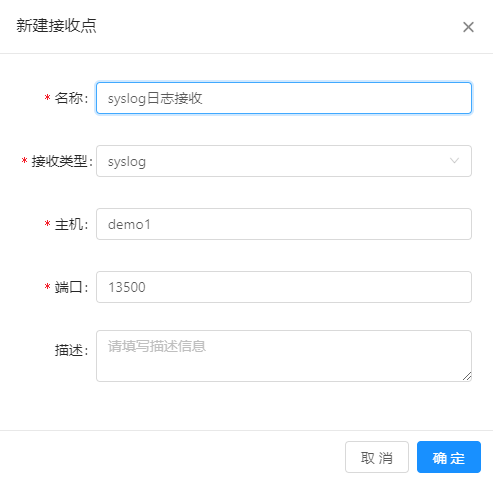 新建接收点
* 名称： syslog日志接收
* 接收类型： syslog
* 主机： demo1
* 端口： 13500
描述： 请填写描述信息
取 消 确 定